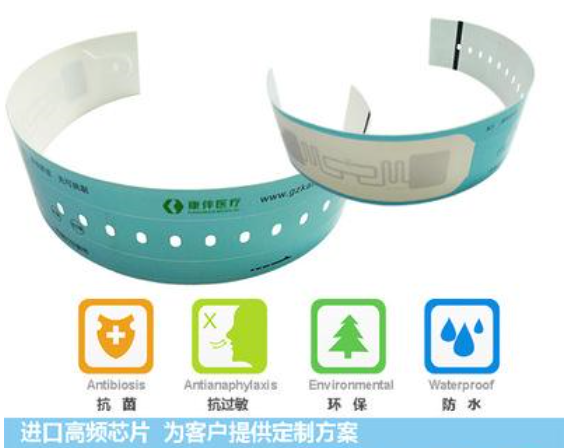 康伴医疗
www.gzka
X
Antibiosis
抗 菌
Antianaphylaxis
抗过敏
Environmental
环 保
Waterproof
防 水
进口高频芯片 为客户提供定制方案